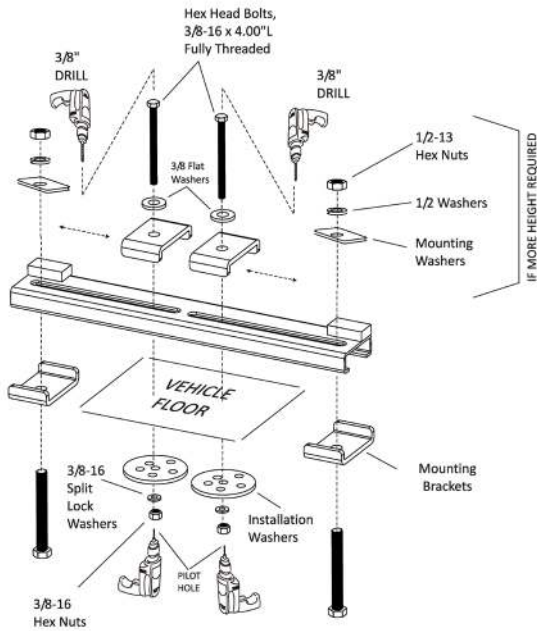 Hex Head Bolts,
3/8-16 x 4.00"L
Fully Threaded
3/8"
DRILL
3/8"
DRILL
3/8 Flat
Washers
1/2-13
Hex Nuts
1/2 Washers
Mounting
Washers
IF MORE HEIGHT REQUIRED
VEHICLE
FLOOR
3/8-16
Split
Lock
Washers
Installation
Washers
Mounting
Brackets
PILOT
HOLE
3/8-16
Hex Nuts